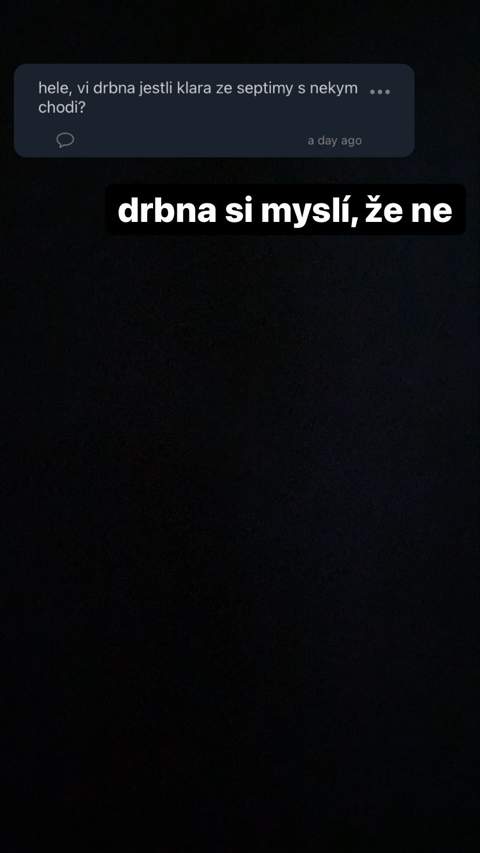 hele, vi drbna jestli klara ze septimy s nekym
chodi?
a day ago
drbna si myslí, že ne